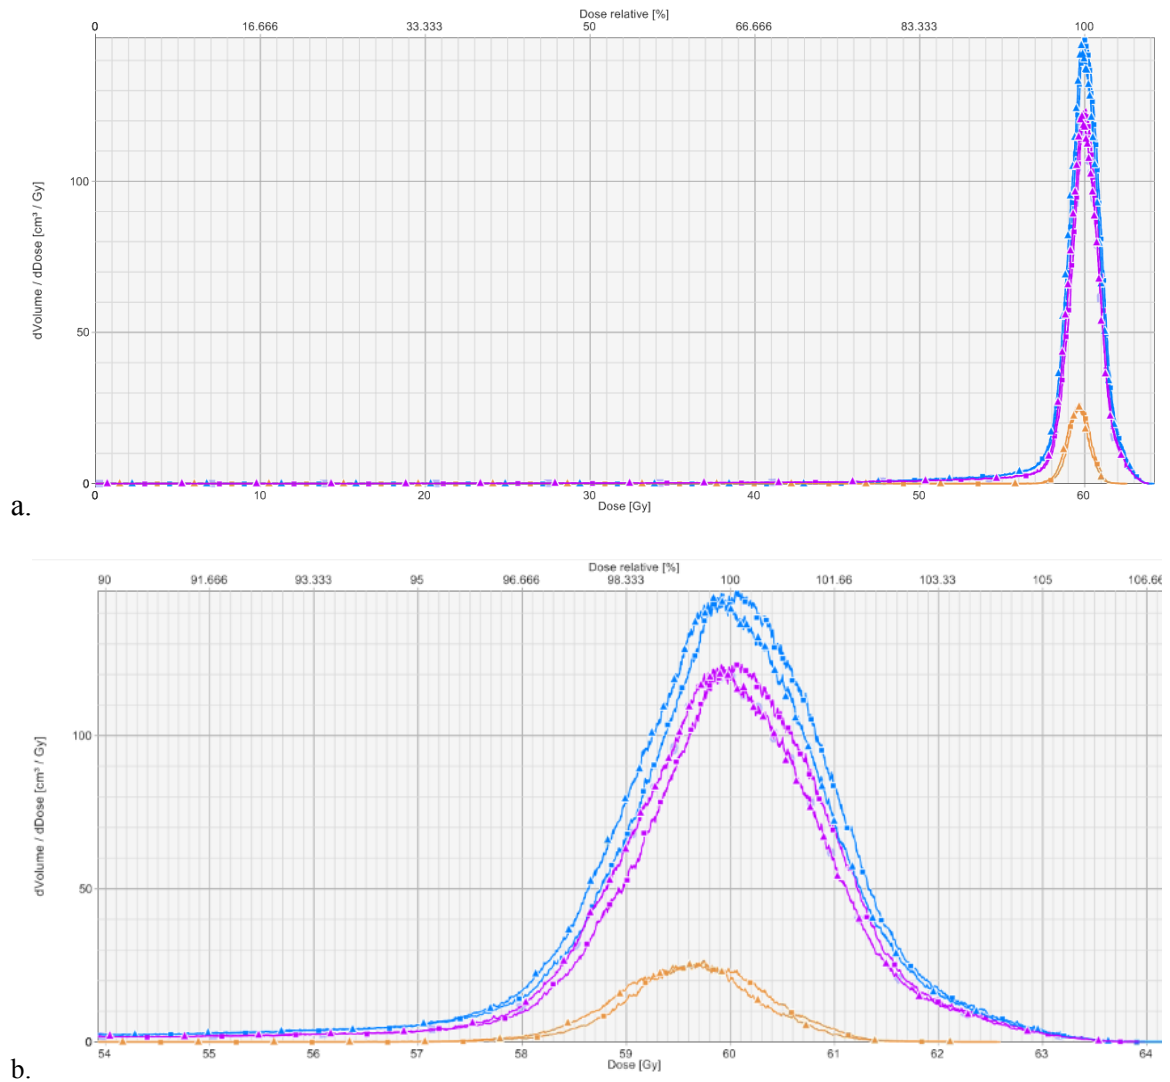 Dose relative [%]
0 16.666 33.333 50 66.666 83.333 100
dVolume / dDose [cm³ / Gy]
100
50
0
0 10 20 30 40 50 60
Dose [Gy]
a.
Dose relative [%]
90 91.666 93.333 95 96.666 98.333 100 101.66 103.33 105 106.66
dVolume / dDose [cm³ / Gy]
100
50
0
54 55 56 57 58 59 60 61 62 63 64
Dose [Gy]
b.